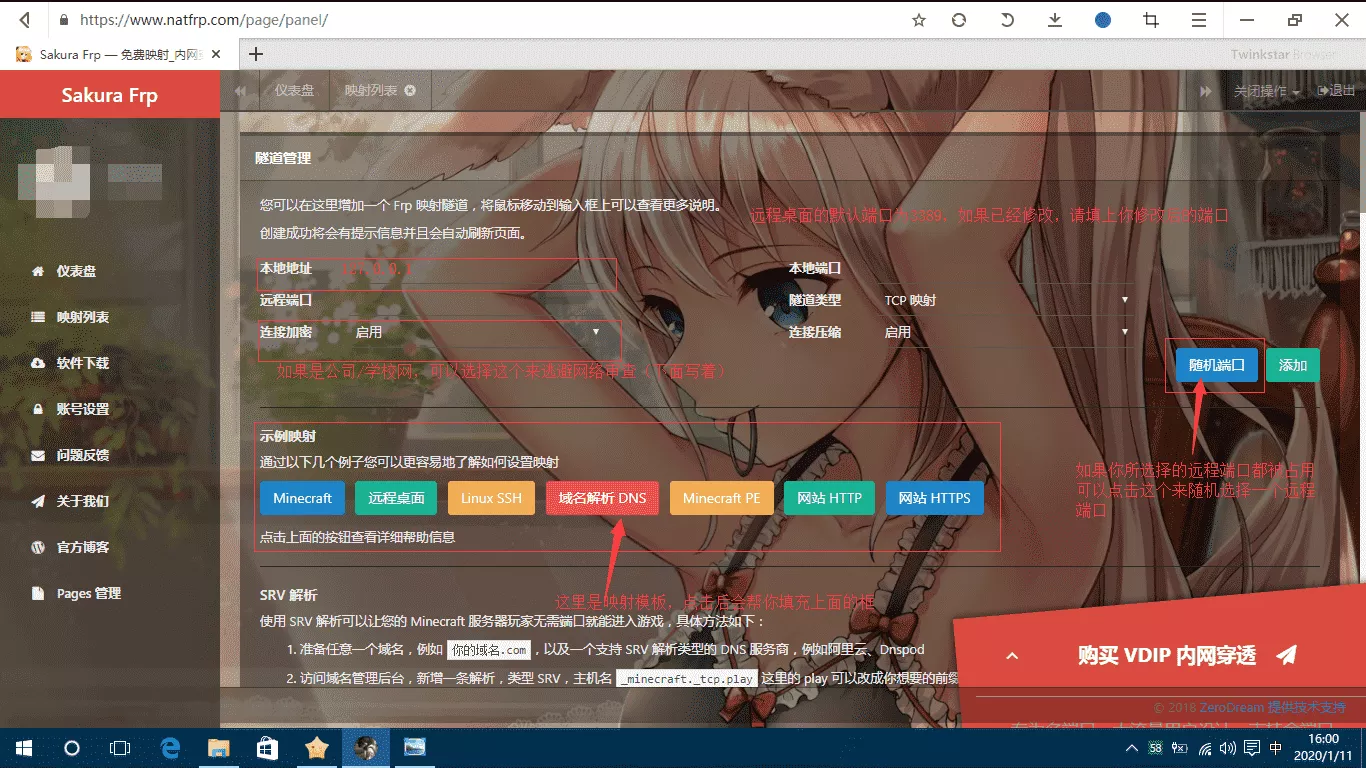 https://www.natfrp.com/page/panel/
Sakura Frp — 免费映射_内网
Twinkstar Browser
Sakura Frp
仪表盘
映射列表
关闭操作
退出
仪表盘
映射列表
软件下载
账号设置
问题反馈
关于我们
官方博客
Pages 管理
隧道管理
您可以在这里增加一个 Frp 映射隧道，将鼠标移动到输入框上可以查看更多说明。
远程桌面的默认端口为3389，如果已经修改，请填上你修改后的端口
创建成功将会有提示信息并且会自动刷新页面。
本地地址 127.0.0.1
本地端口
远程端口
隧道类型 TCP 映射
连接加密 启用
连接压缩 启用
如果是公司/学校网，可以选择这个来逃避网络审查（下面写着）
随机端口
添加
如果你所选择的远程端口都被占用
可以点击这个来随机选择一个远程
端口
示例映射
通过以下几个例子您可以更容易地了解如何设置映射
Minecraft
远程桌面
Linux SSH
域名解析 DNS
Minecraft PE
网站 HTTP
网站 HTTPS
点击上面的按钮查看详细帮助信息
SRV 解析
这里是映射模板，点击后会帮你填充上面的框
使用 SRV 解析可以让您的 Minecraft 服务器玩家无需端口就能进入游戏，具体方法如下：
1. 准备任意一个域名，例如 你的域名.com ，以及一个支持 SRV 解析类型的 DNS 服务商，例如阿里云、Dnspod
2. 访问域名管理后台，新增一条解析，类型 SRV，主机名 _minecraft._tcp.play 这里的 play 可以改成你想要的前缀
购买 VDIP 内网穿透
© 2018 ZeroDream 提供技术支持
58
中
16:00
2020/1/11